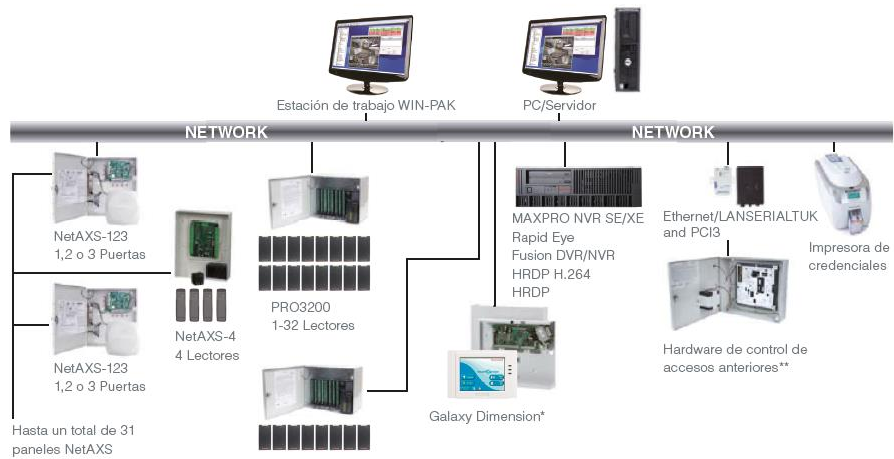 Estación de trabajo WIN-PAK
PC/Servidor
NETWORK
NETWORK
NetAXS-123
1,2 o 3 Puertas
NetAXS-4
4 Lectores
PRO3200
1-32 Lectores
MAXPRO NVR SE/XE
Rapid Eye
Fusion DVR/NVR
HRDP H.264
HRDP
Ethernet/LANSERIALTUK
and PCI3
Impresora de
credenciales
NetAXS-123
1,2 o 3 Puertas
Galaxy Dimension*
Hardware de control de
accesos anteriores**
Hasta un total de 31
paneles NetAXS